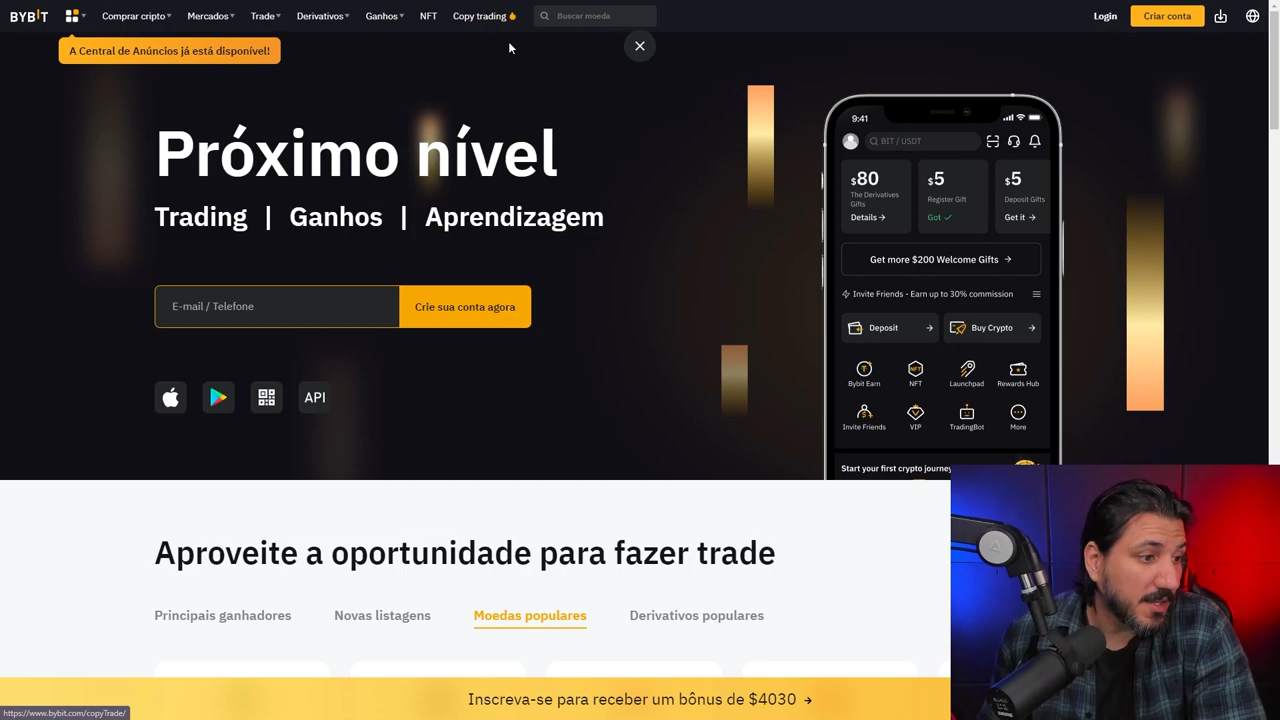 BYBIT
Comprar cripto
Mercados
Trade
Derivativos
Ganhos
NFT
Copy trading
Buscar moeda
Login
Criar conta
A Central de Anúncios já está disponível!
Próximo nível
Trading | Ganhos | Aprendizagem
E-mail / Telefone
Crie sua conta agora
API
9:41
BIT / USDT
$80
The Derivatives
Gifts
Details →
$5
Register Gift
Got ✓
$5
Deposit Gifts
Get it →
Get more $200 Welcome Gifts →
Invite Friends - Earn up to 30% commission
Deposit →
Buy Crypto →
Bybit Earn
NFT
Launchpad
Rewards Hub
Invite Friends
VIP
TradingBot
More
Start your first crypto journey
Aproveite a oportunidade para fazer trade
Principais ganhadores
Novas listagens
Moedas populares
Derivativos populares
Inscreva-se para receber um bônus de $4030 →
https://www.bybit.com/copyTrade/